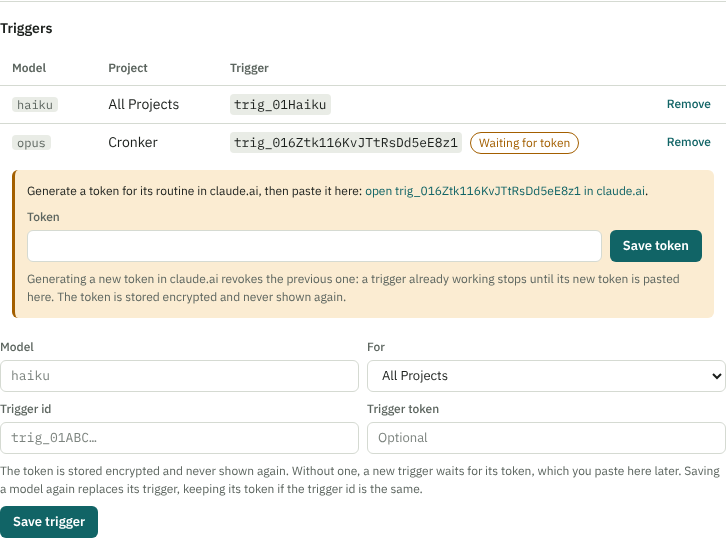 Triggers
Model Project Trigger
haiku All Projects trig_01Haiku Remove
opus Cronker trig_016Ztk116KvJTtRsDd5eE8z1 Waiting for token Remove
Generate a token for its routine in claude.ai, then paste it here: open trig_016Ztk116KvJTtRsDd5eE8z1 in claude.ai.
Token
Save token
Generating a new token in claude.ai revokes the previous one: a trigger already working stops until its new token is pasted
here. The token is stored encrypted and never shown again.
Model For
haiku All Projects
Trigger id Trigger token
trig_01ABC… Optional
The token is stored encrypted and never shown again. Without one, a new trigger waits for its token, which you paste here later. Saving
a model again replaces its trigger, keeping its token if the trigger id is the same.
Save trigger